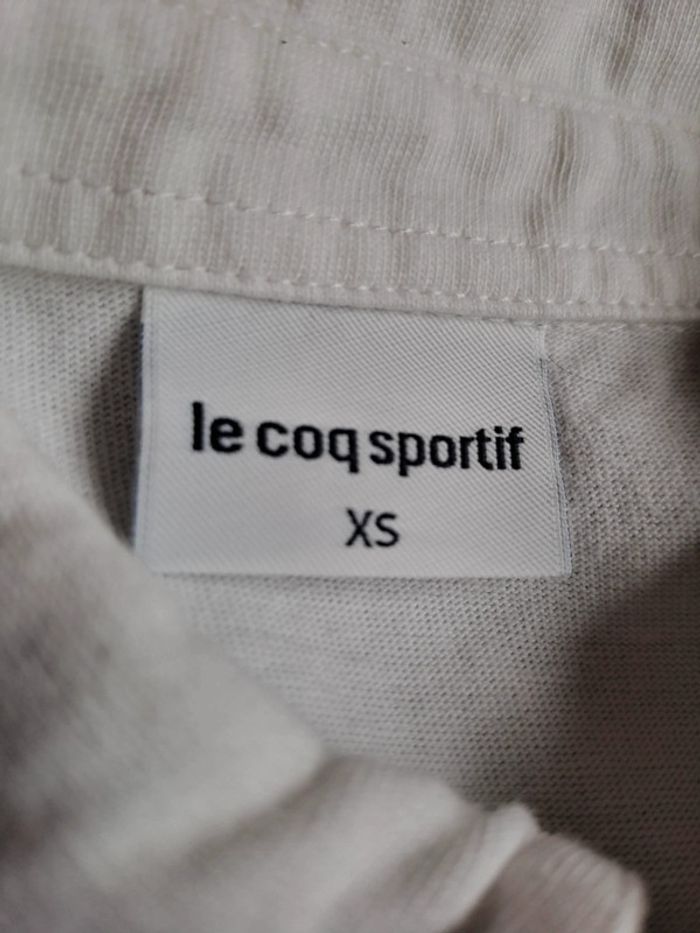 le coq sportif
XS